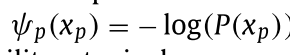 ψₚ(xₚ) = − log(P(xₚ))